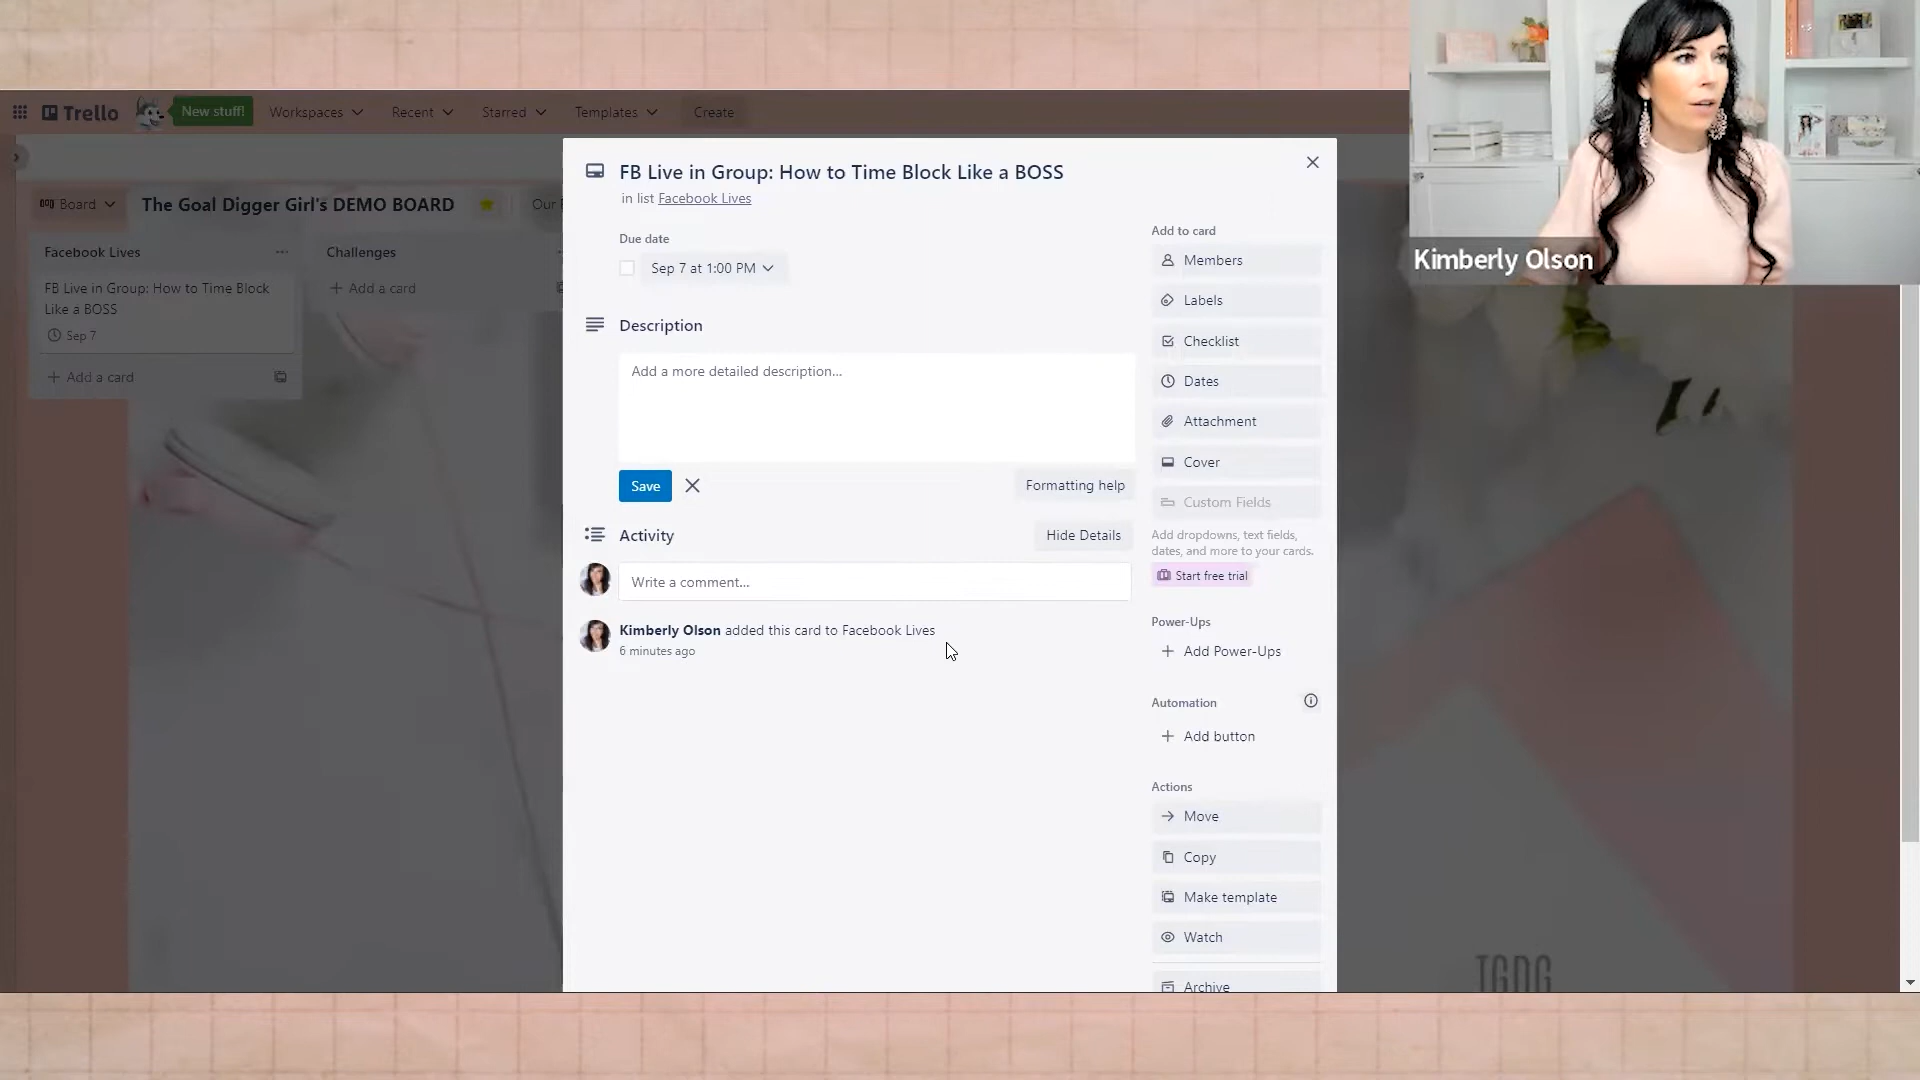 Trello
New stuff!
Workspaces
Recent
Starred
Templates
Create
Board
The Goal Digger Girl's DEMO BOARD
Our
Facebook Lives
FB Live in Group: How to Time Block
Like a BOSS
Sep 7
Add a card
Challenges
Add a card
FB Live in Group: How to Time Block Like a BOSS
in list Facebook Lives
Due date
Sep 7 at 1:00 PM
Description
Add a more detailed description...
Save
Formatting help
Activity
Hide Details
Write a comment...
Kimberly Olson added this card to Facebook Lives
6 minutes ago
Add to card
Members
Labels
Checklist
Dates
Attachment
Cover
Custom Fields
Add dropdowns, text fields,
dates, and more to your cards.
Start free trial
Power-Ups
Add Power-Ups
Automation
Add button
Actions
Move
Copy
Make template
Watch
Archive
Kimberly Olson
TGDG